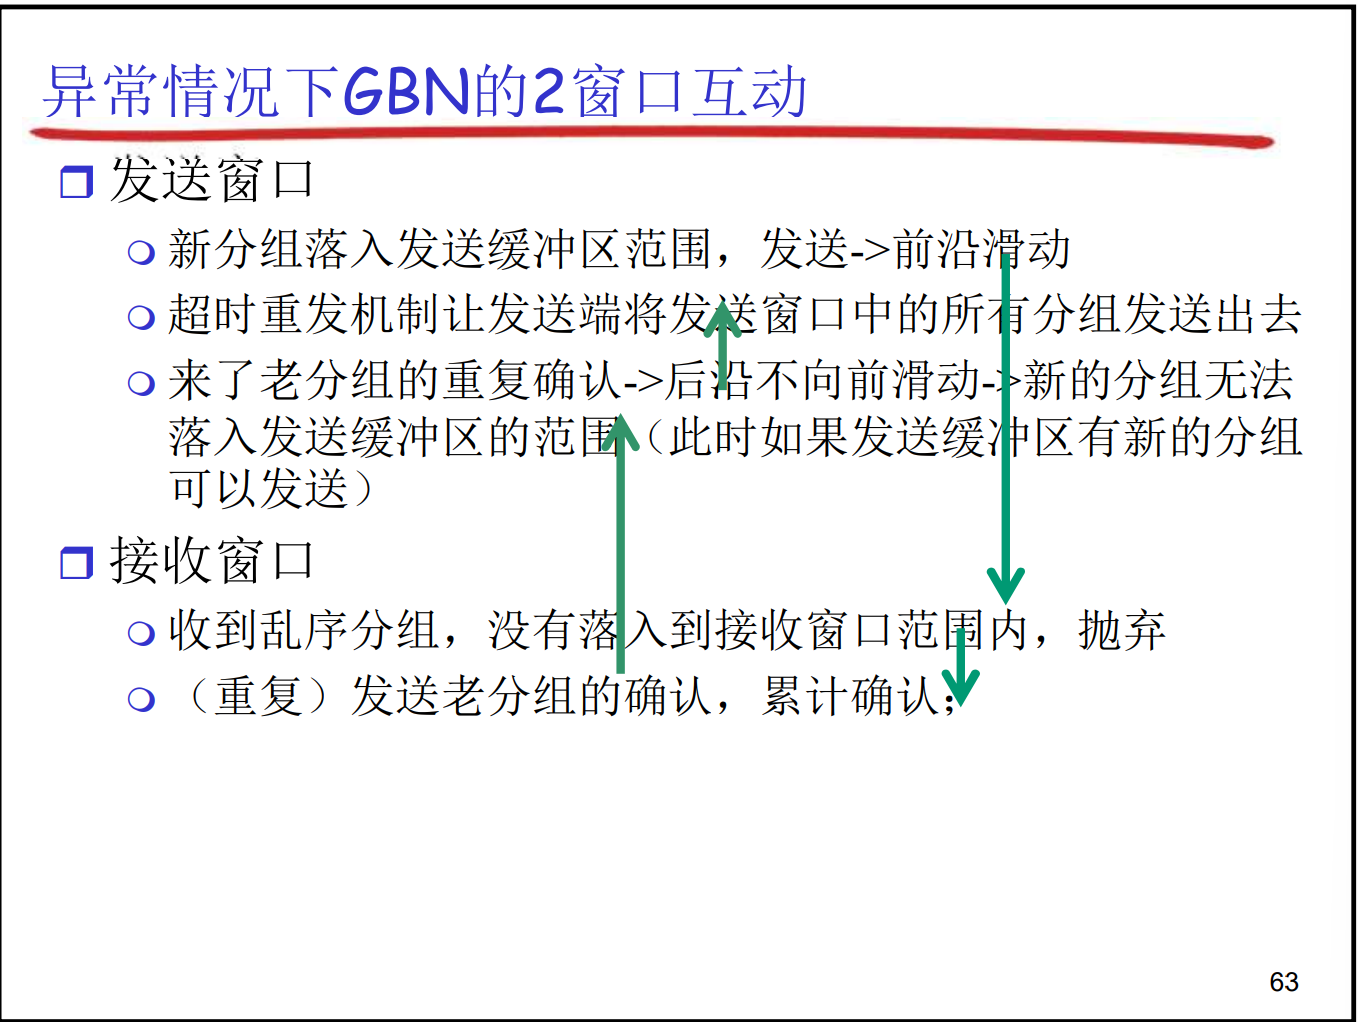 异常情况下GBN的2窗口互动
发送窗口
新分组落入发送缓冲区范围，发送->前沿滑动
超时重发机制让发送端将发送窗口中的所有分组发送出去
来了老分组的重复确认->后沿不向前滑动->新的分组无法
落入发送缓冲区的范围（此时如果发送缓冲区有新的分组
可以发送）
接收窗口
收到乱序分组，没有落入到接收窗口范围内，抛弃
（重复）发送老分组的确认，累计确认；
63